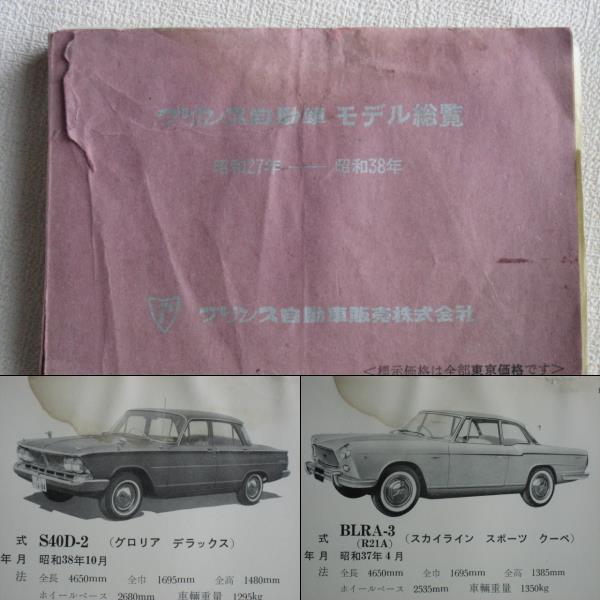 プリンス自動車 モデル総覧
昭和27年 ―― 昭和38年
プリンス自動車販売株式会社
＜標示価格は全部東京価格です＞
式 S40D-2 (グロリア デラックス)
年 月 昭和38年10月
法 全長 4650mm 全巾 1695mm 全高 1480mm
ホイールベース 2680mm 車輛重量 1295kg
式 BLRA-3 (スカイライン スポーツ クーペ)
(R21A)
年 月 昭和37年4月
法 全長 4650mm 全巾 1695mm 全高 1385mm
ホイールベース 2535mm 車輛重量 1350kg